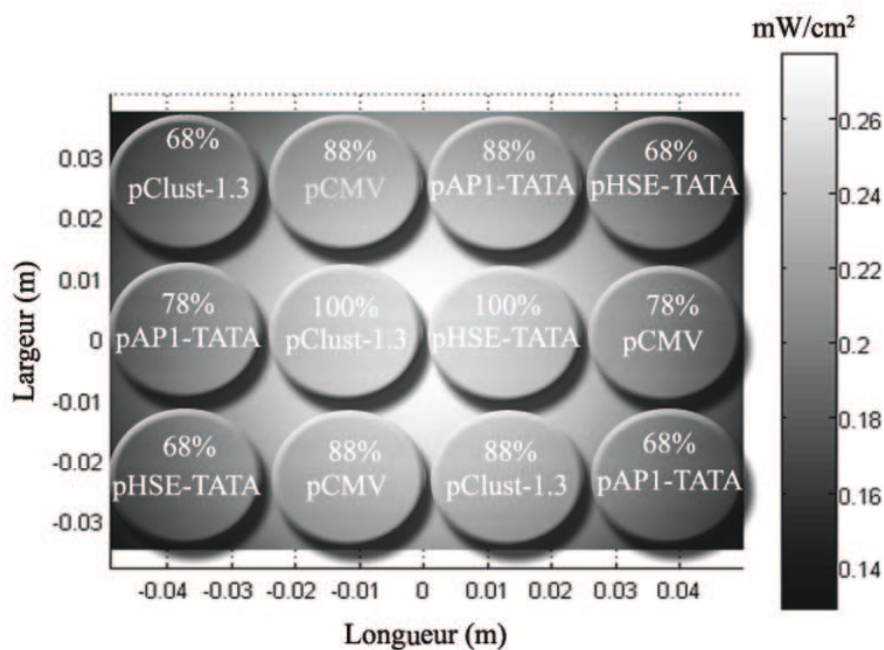 mW/cm²
0.26
0.24
0.22
0.2
0.18
0.16
0.14
Largeur (m)
0.03
0.02
0.01
0
-0.01
-0.02
-0.03
68% 88% 88% 68%
pClust-1.3 pCMV pAP1-TATA pHSE-TATA
78% 100% 100% 78%
pAP1-TATA pClust-1.3 pHSE-TATA pCMV
68% 88% 88% 68%
pHSE-TATA pCMV pClust-1.3 pAP1-TATA
-0.04 -0.03 -0.02 -0.01 0 0.01 0.02 0.03 0.04
Longueur (m)